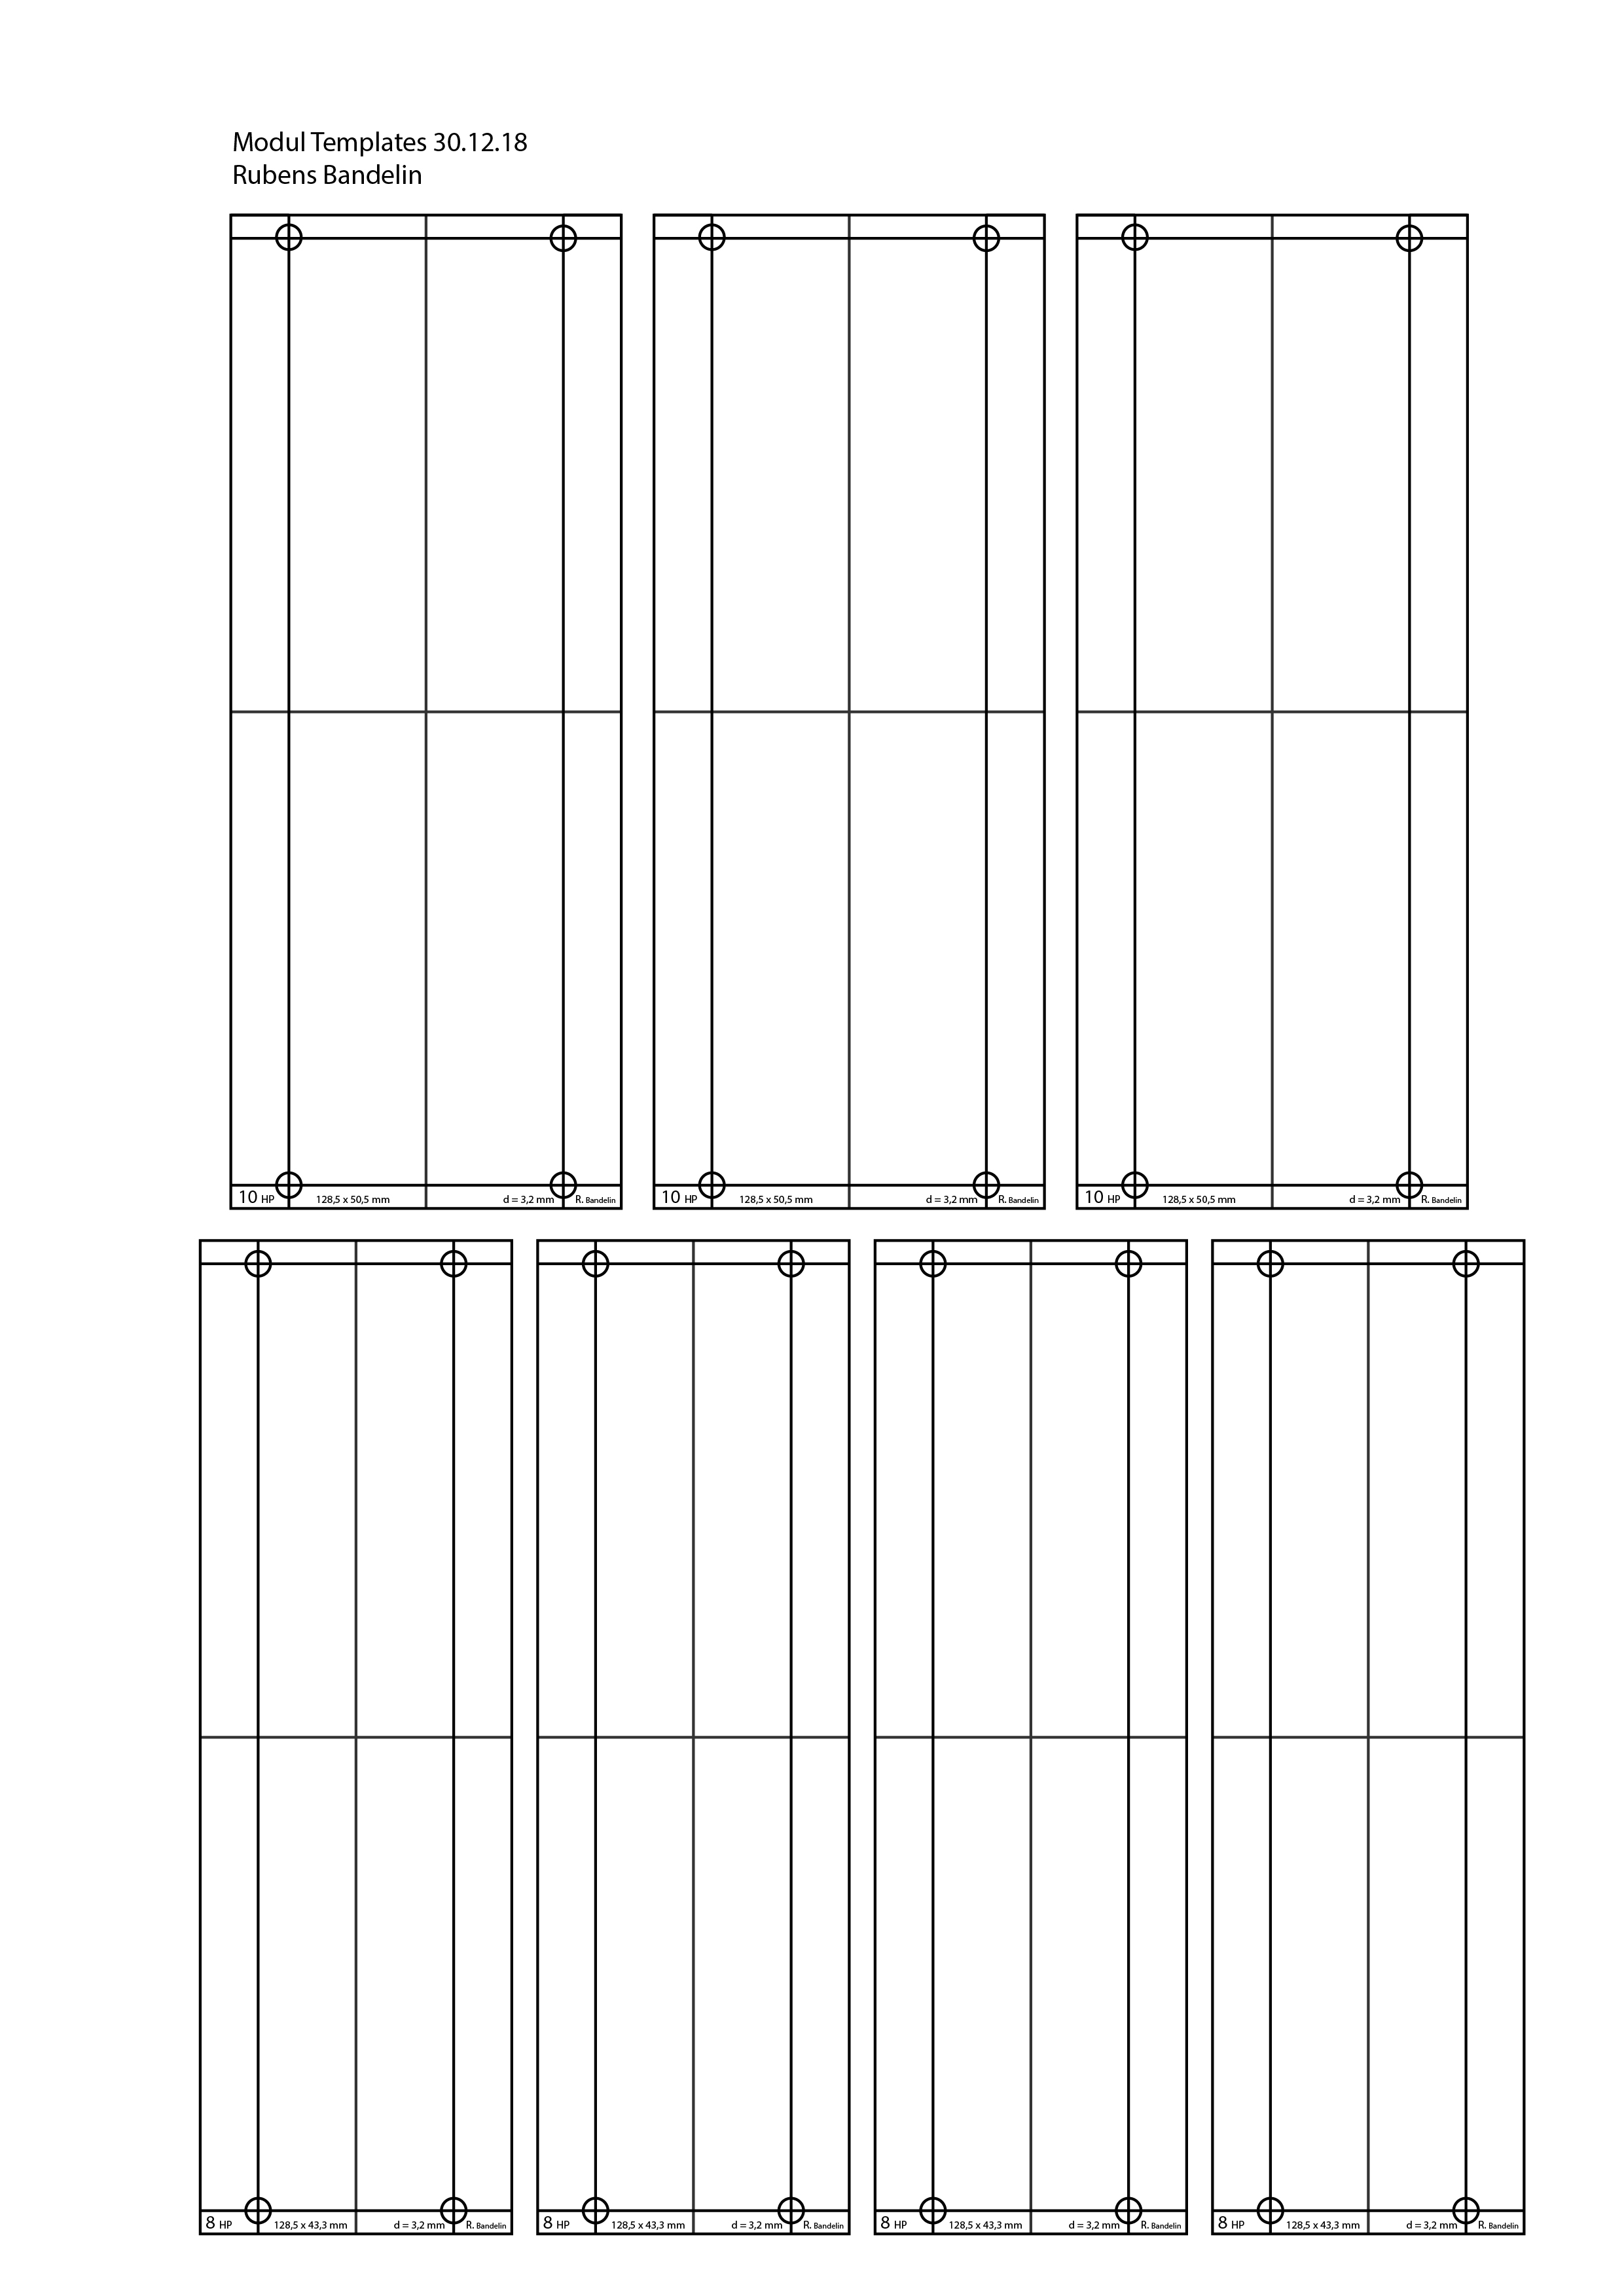 Modul Templates 30.12.18
Rubens Bandelin
10 HP 128,5 x 50,5 mm d = 3,2 mm R. Bandelin
10 HP 128,5 x 50,5 mm d = 3,2 mm R. Bandelin
10 HP 128,5 x 50,5 mm d = 3,2 mm R. Bandelin
8 HP 128,5 x 43,3 mm d = 3,2 mm R. Bandelin
8 HP 128,5 x 43,3 mm d = 3,2 mm R. Bandelin
8 HP 128,5 x 43,3 mm d = 3,2 mm R. Bandelin
8 HP 128,5 x 43,3 mm d = 3,2 mm R. Bandelin